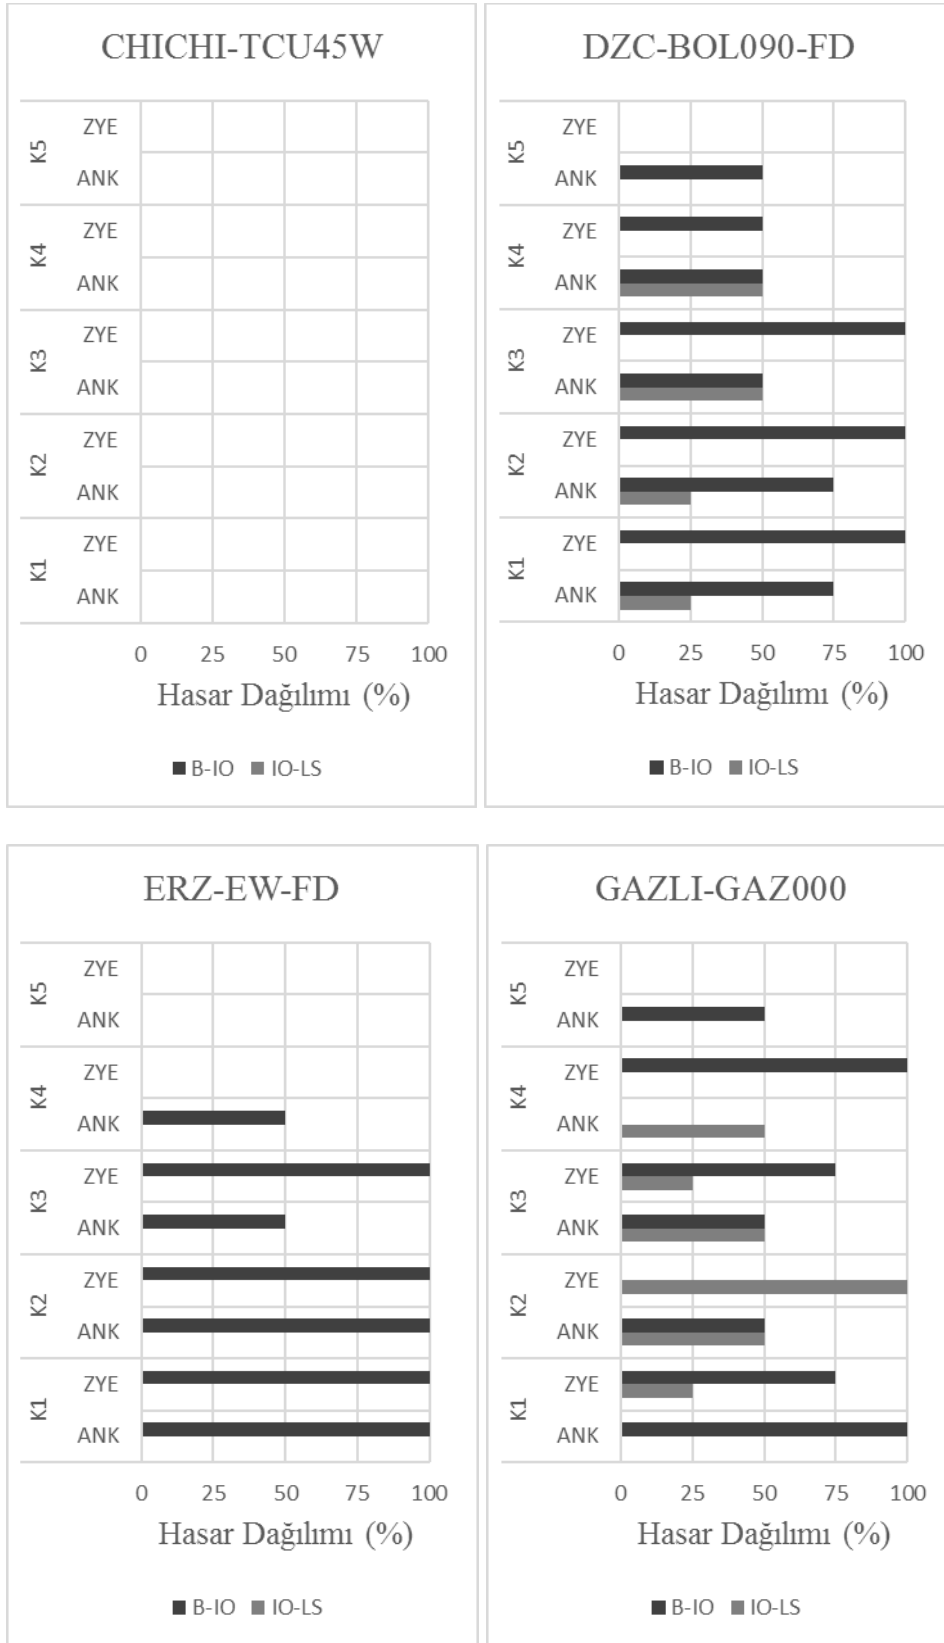 CHICHI-TCU45W
K5
ZYE
ANK
K4
ZYE
ANK
K3
ZYE
ANK
K2
ZYE
ANK
K1
ZYE
ANK
0 25 50 75 100
Hasar Dağılımı (%)
B-IO IO-LS
DZC-BOL090-FD
K5
ZYE
ANK
K4
ZYE
ANK
K3
ZYE
ANK
K2
ZYE
ANK
K1
ZYE
ANK
0 25 50 75 100
Hasar Dağılımı (%)
B-IO IO-LS
ERZ-EW-FD
K5
ZYE
ANK
K4
ZYE
ANK
K3
ZYE
ANK
K2
ZYE
ANK
K1
ZYE
ANK
0 25 50 75 100
Hasar Dağılımı (%)
B-IO IO-LS
GAZLI-GAZ000
K5
ZYE
ANK
K4
ZYE
ANK
K3
ZYE
ANK
K2
ZYE
ANK
K1
ZYE
ANK
0 25 50 75 100
Hasar Dağılımı (%)
B-IO IO-LS